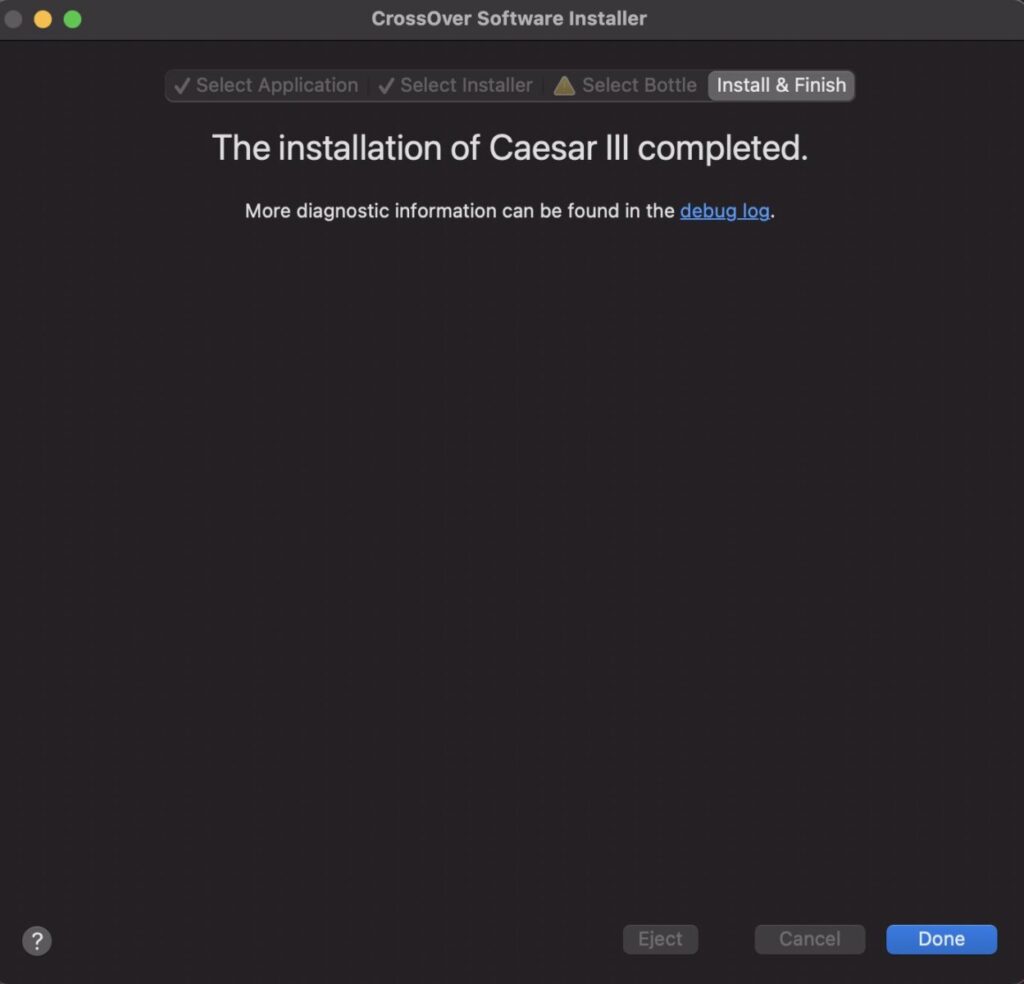 CrossOver Software Installer
Select Application Select Installer Select Bottle Install & Finish
The installation of Caesar III completed.
More diagnostic information can be found in the debug log.
? Eject Cancel Done